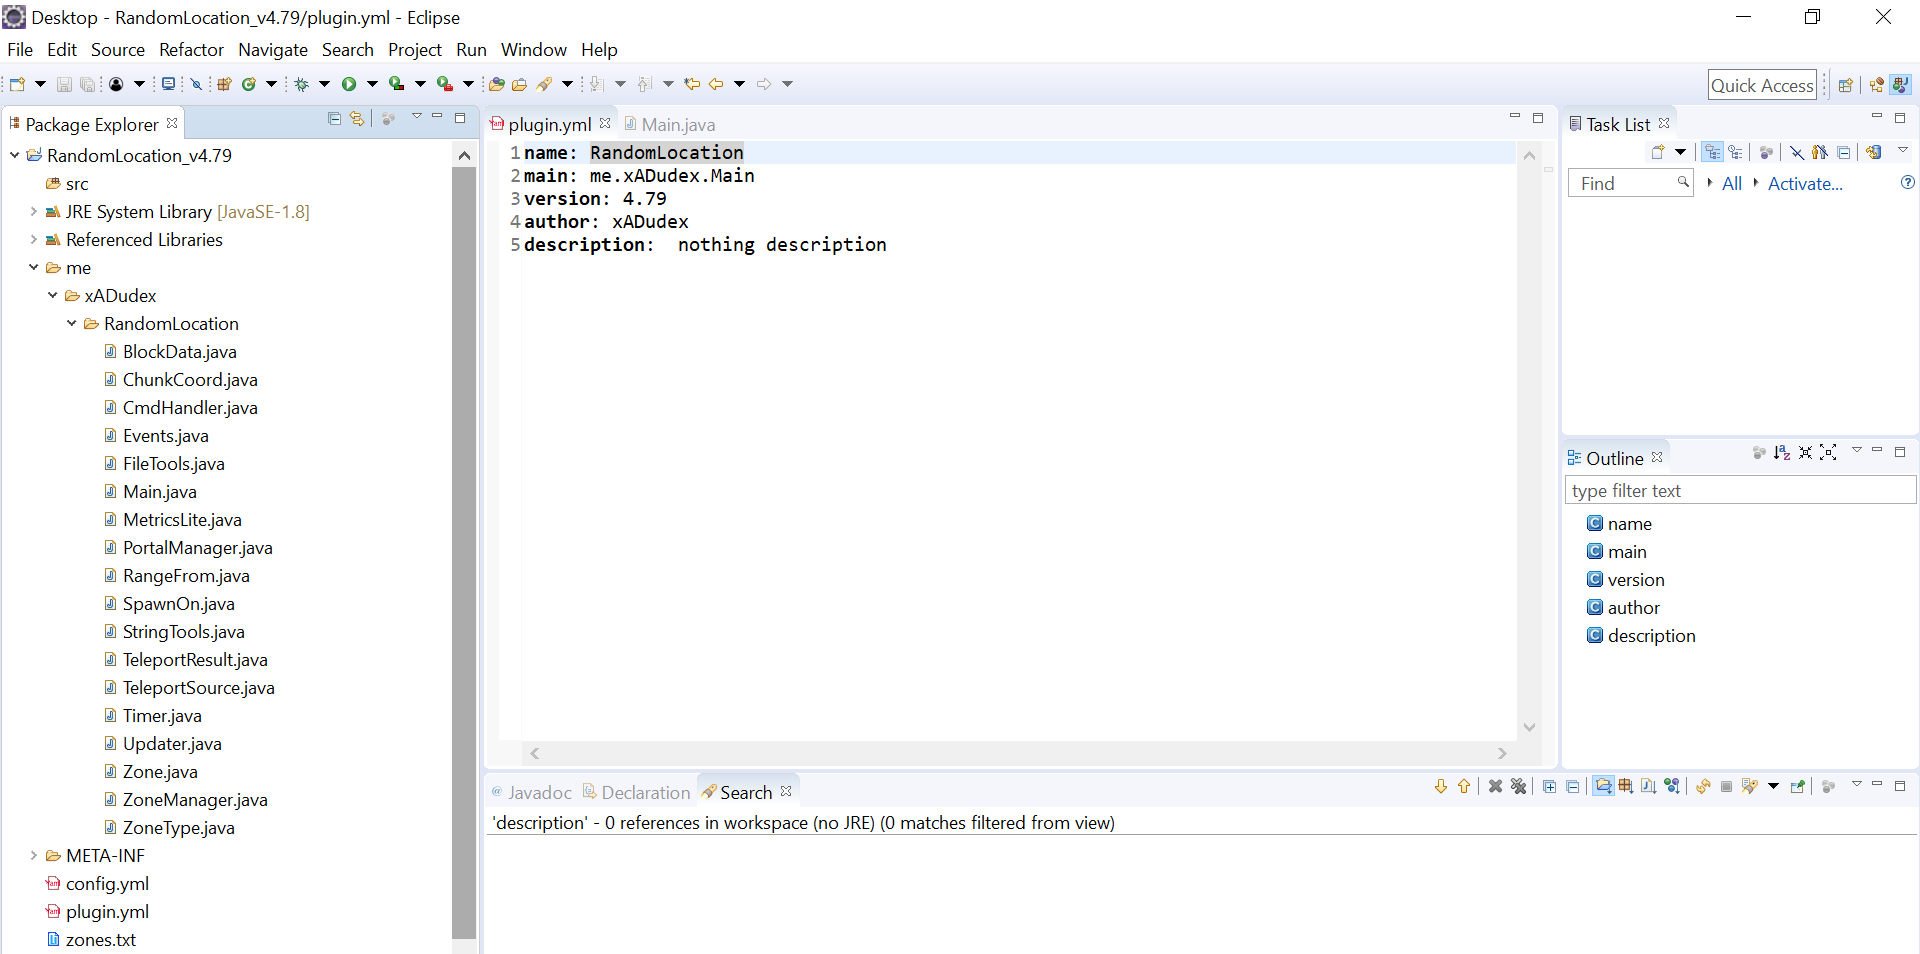 Desktop - RandomLocation_v4.79/plugin.yml - Eclipse
File Edit Source Refactor Navigate Search Project Run Window Help
Quick Access
Package Explorer
RandomLocation_v4.79
src
JRE System Library [JavaSE-1.8]
Referenced Libraries
me
xADudex
RandomLocation
BlockData.java
ChunkCoord.java
CmdHandler.java
Events.java
FileTools.java
Main.java
MetricsLite.java
PortalManager.java
RangeFrom.java
SpawnOn.java
StringTools.java
TeleportResult.java
TeleportSource.java
Timer.java
Updater.java
Zone.java
ZoneManager.java
ZoneType.java
META-INF
config.yml
plugin.yml
zones.txt
plugin.yml Main.java
1 name: RandomLocation
2 main: me.xADudex.Main
3 version: 4.79
4 author: xADudex
5 description:  nothing description
Task List
Find All Activate...
Outline
type filter text
name
main
version
author
description
@ Javadoc Declaration Search
'description' - 0 references in workspace (no JRE) (0 matches filtered from view)